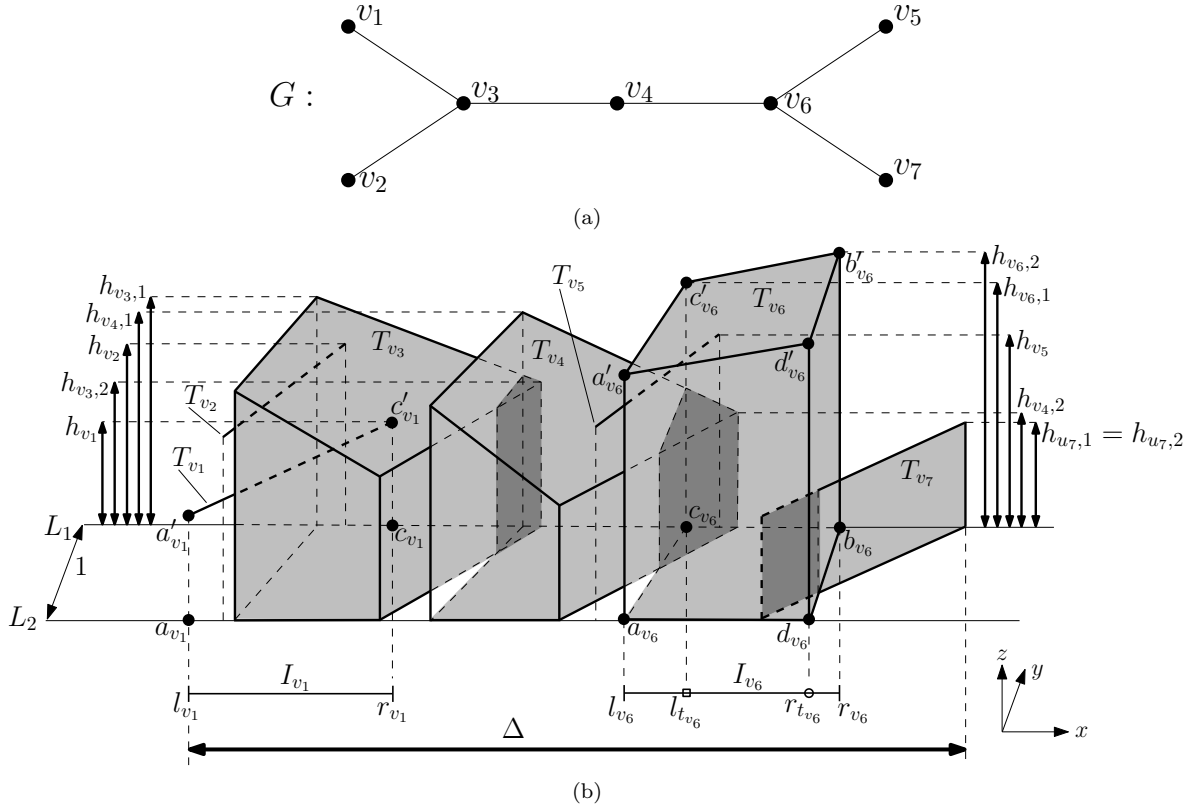 v₁
v₅
G :
v₃
v₄
v₆
v₂
v₇
(a)
h_{v₃,1}
h_{v₄,1}
h_{v₂}
h_{v₃,2}
h_{v₁}
T_{v₂}
T_{v₁}
T_{v₃}
T_{v₄}
T_{v₅}
T_{v₆}
T_{v₇}
a′_{v₁}
c′_{v₁}
a′_{v₆}
c′_{v₆}
b′_{v₆}
d′_{v₆}
h_{v₆,2}
h_{v₆,1}
h_{v₅}
h_{v₄,2}
h_{u₇,1} = h_{u₇,2}
L₁
1
L₂
c_{v₁}
c_{v₆}
b_{v₆}
a_{v₁}
a_{v₆}
d_{v₆}
I_{v₁}
I_{v₆}
l_{v₁}
r_{v₁}
l_{v₆}
l_{t_{v₆}}
r_{t_{v₆}}
r_{v₆}
z
y
x
Δ
(b)